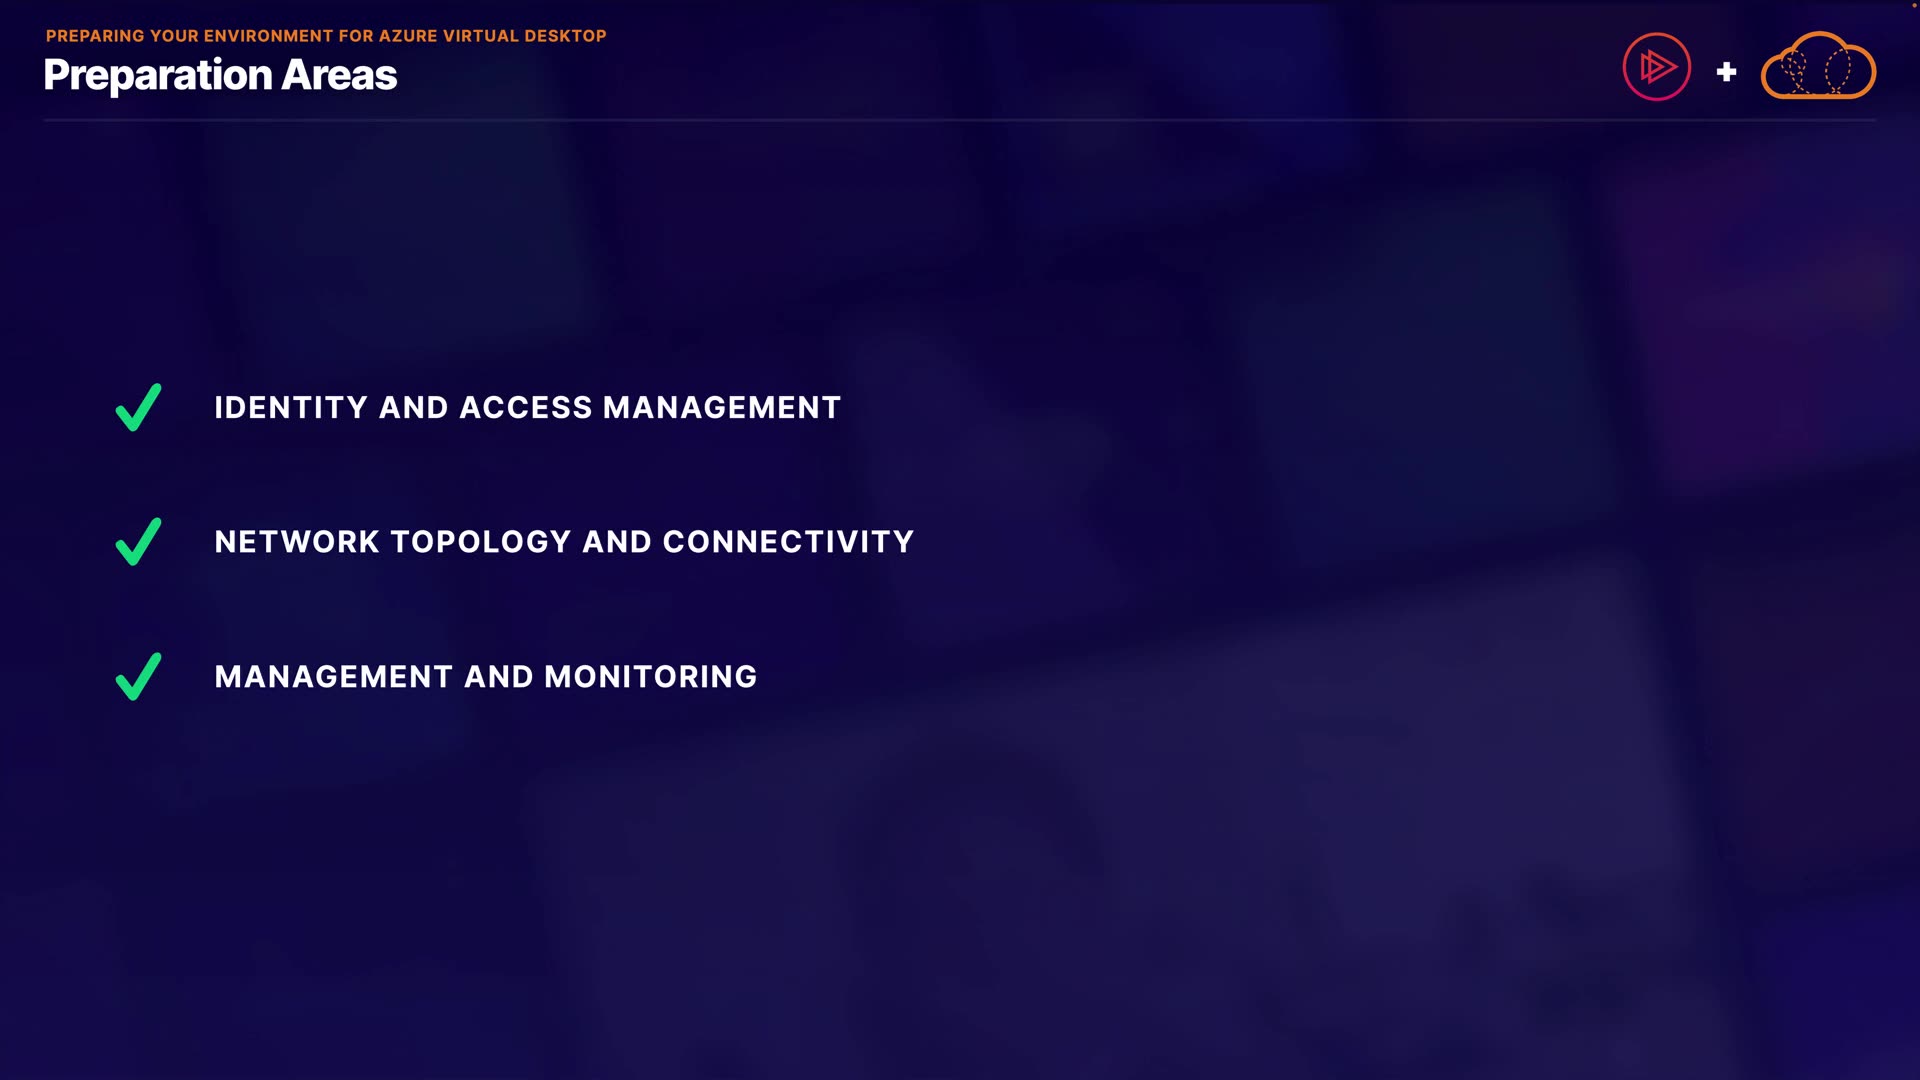 PREPARING YOUR ENVIRONMENT FOR AZURE VIRTUAL DESKTOP
Preparation Areas
IDENTITY AND ACCESS MANAGEMENT
NETWORK TOPOLOGY AND CONNECTIVITY
MANAGEMENT AND MONITORING